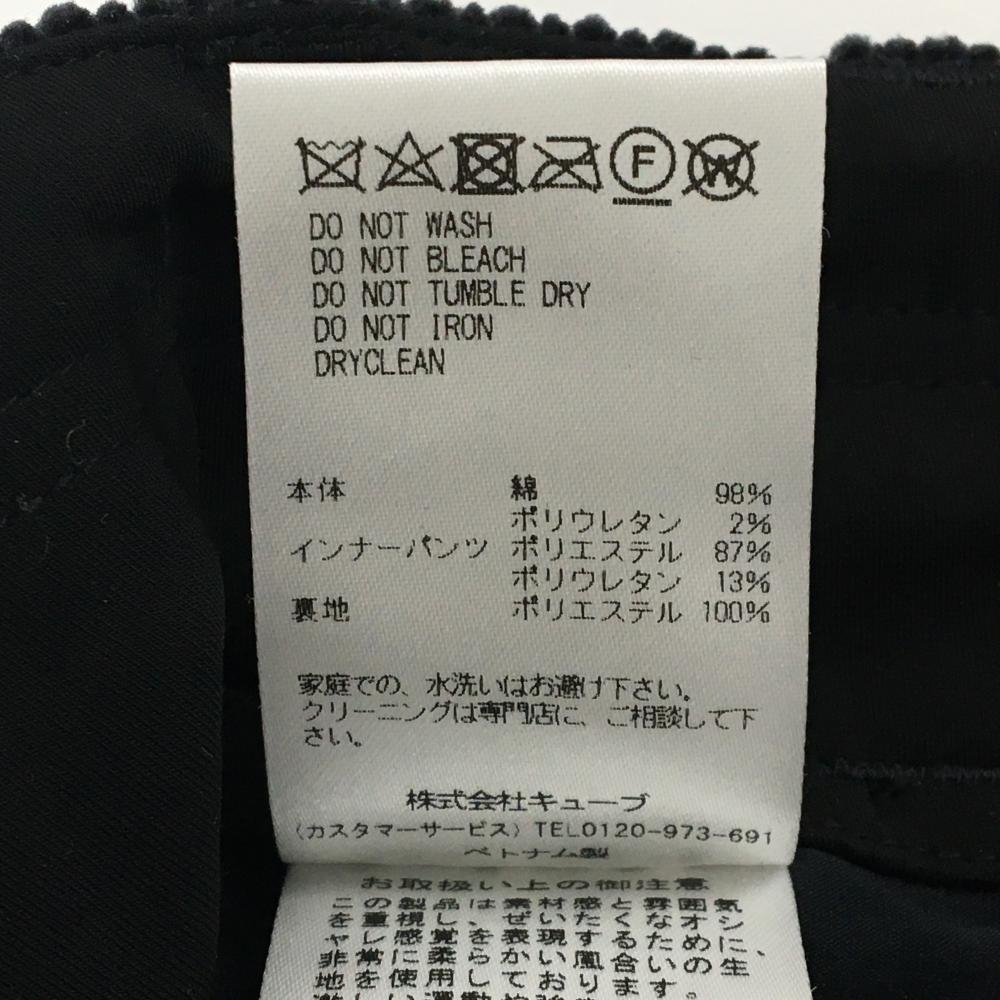 F W
DO NOT WASH
DO NOT BLEACH
DO NOT TUMBLE DRY
DO NOT IRON
DRYCLEAN
本体 綿 98%
ポリウレタン 2%
インナーパンツ ポリエステル 87%
ポリウレタン 13%
裏地 ポリエステル 100%
家庭での、水洗いはお避け下さい。
クリーニングは専門店に、ご相談して下
さい。
株式会社キューブ
〈カスタマーサービス〉TEL0120-973-691
ベトナム製
お取扱い上の御注意
この製品は素材感と雰囲気
を重視し、ぜいたくなオシ
ャレ感覚を表現するために、
非常に柔らかい風合いの生
地を使用しております。